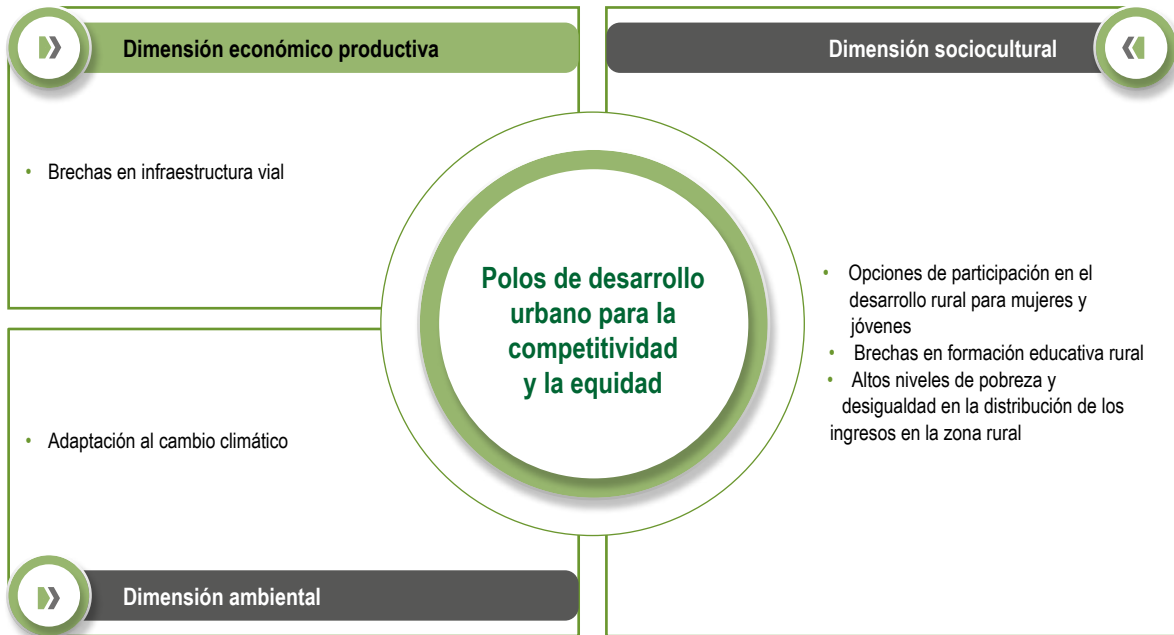 Dimensión económico productiva
• Brechas en infraestructura vial
Dimensión sociocultural
• Opciones de participación en el
desarrollo rural para mujeres y
jóvenes
• Brechas en formación educativa rural
• Altos niveles de pobreza y
desigualdad en la distribución de los
ingresos en la zona rural
Polos de desarrollo
urbano para la
competitividad
y la equidad
• Adaptación al cambio climático
Dimensión ambiental